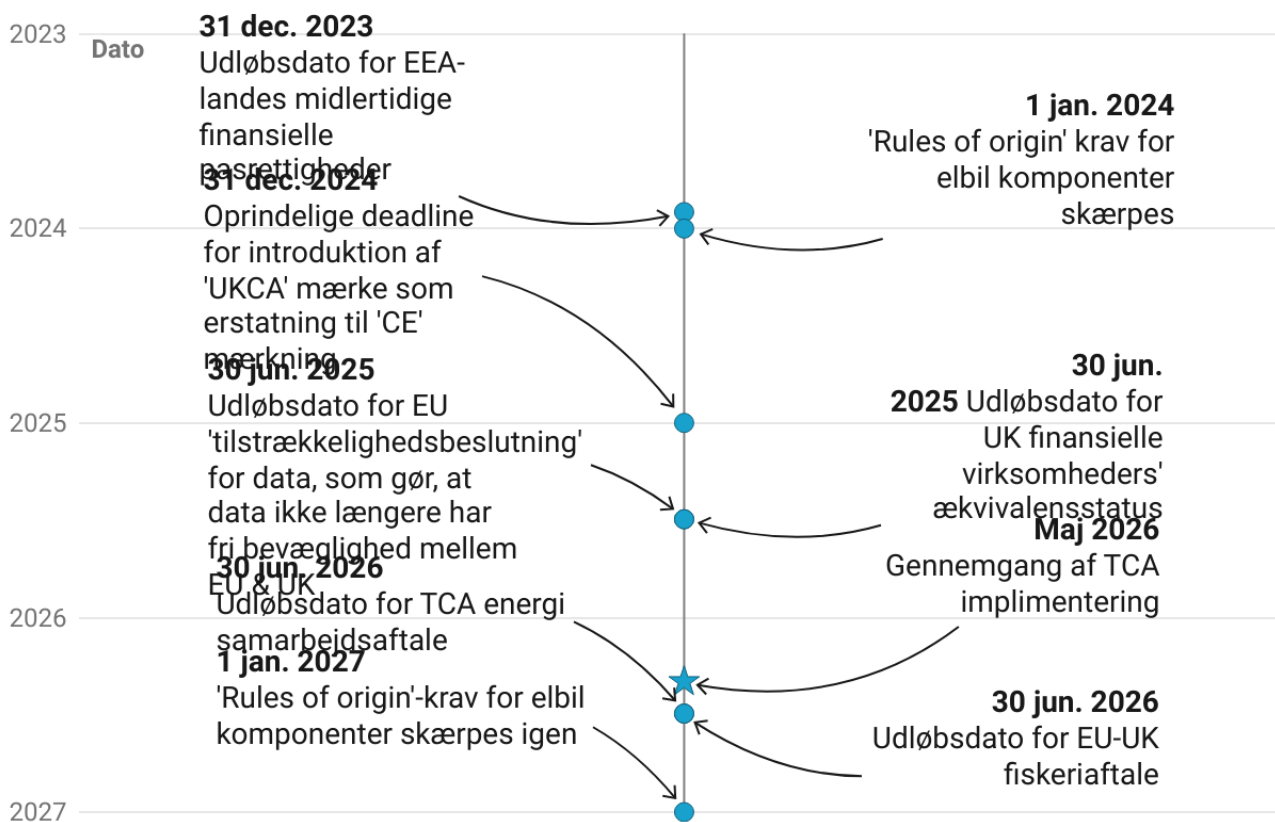 2023
Dato
31 dec. 2023
Udløbsdato for EEA-
landes midlertidige
finansielle
pasrettigheder
1 jan. 2024
'Rules of origin' krav for
elbil komponenter
skærpes
31 dec. 2024
Oprindelige deadline
for introduktion af
'UKCA' mærke som
erstatning til 'CE'
mærkning
2024
30 jun. 2025
Udløbsdato for EU
'tilstrækkelighedsbeslutning'
for data, som gør, at
data ikke længere har
fri bevæglighed mellem
EU & UK
30 jun.
2025 Udløbsdato for
UK finansielle
virksomheders'
ækvivalensstatus
2025
Maj 2026
Gennemgang af TCA
implimentering
30 jun. 2026
Udløbsdato for TCA energi
samarbejdsaftale
2026
1 jan. 2027
'Rules of origin'-krav for elbil
komponenter skærpes igen
30 jun. 2026
Udløbsdato for EU-UK
fiskeriaftale
2027